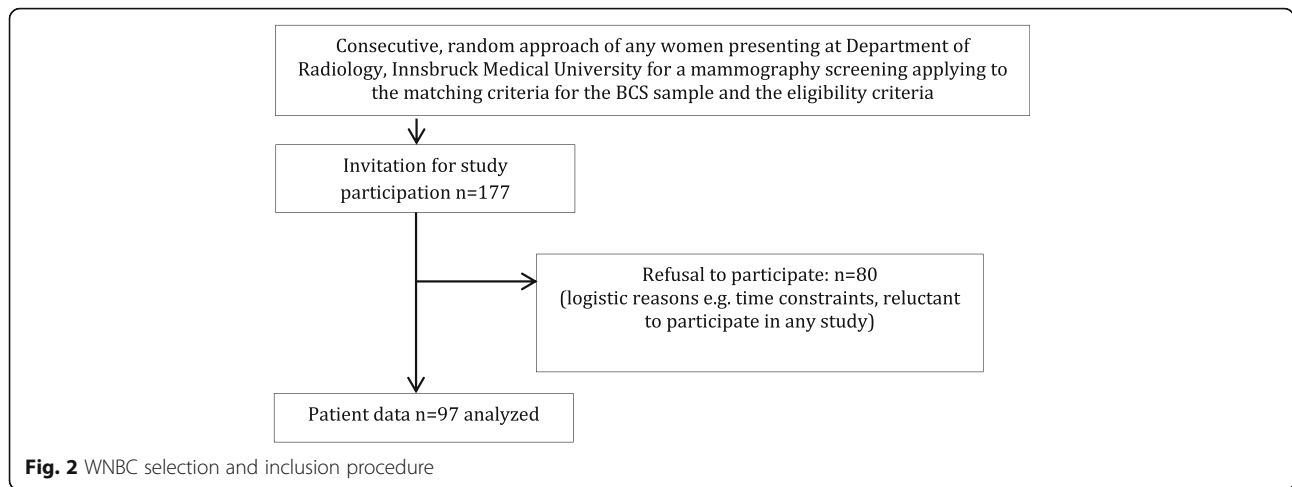 Consecutive, random approach of any women presenting at Department of
Radiology, Innsbruck Medical University for a mammography screening applying to
the matching criteria for the BCS sample and the eligibility criteria
Invitation for study
participation n=177
Refusal to participate: n=80
(logistic reasons e.g. time constraints, reluctant
to participate in any study)
Patient data n=97 analyzed
Fig. 2 WNBC selection and inclusion procedure